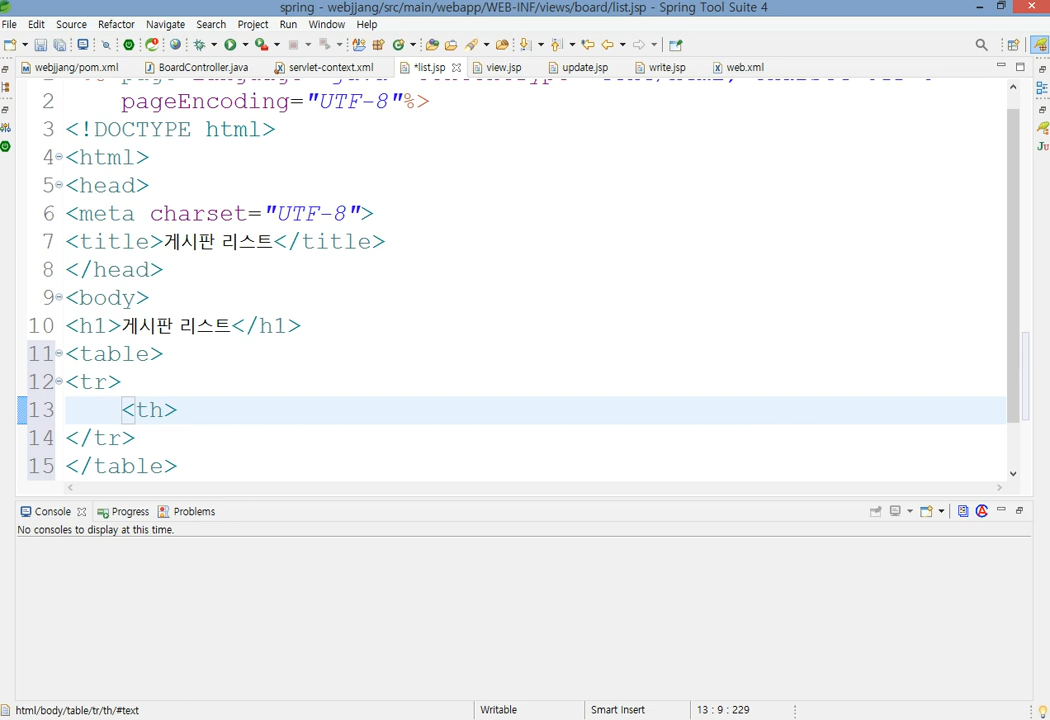 spring - webjjang/src/main/webapp/WEB-INF/views/board/list.jsp - Spring Tool Suite 4
File Edit Source Refactor Navigate Search Project Run Window Help
webjjang/pom.xml BoardController.java servlet-context.xml *list.jsp view.jsp update.jsp write.jsp web.xml
2 pageEncoding="UTF-8"%>
3 <!DOCTYPE html>
4 <html>
5 <head>
6 <meta charset="UTF-8">
7 <title>게시판 리스트</title>
8 </head>
9 <body>
10 <h1>게시판 리스트</h1>
11 <table>
12 <tr>
13 <th>
14 </tr>
15 </table>
Console Progress Problems
No consoles to display at this time.
html/body/table/tr/th/#text Writable Smart Insert 13 : 9 : 229